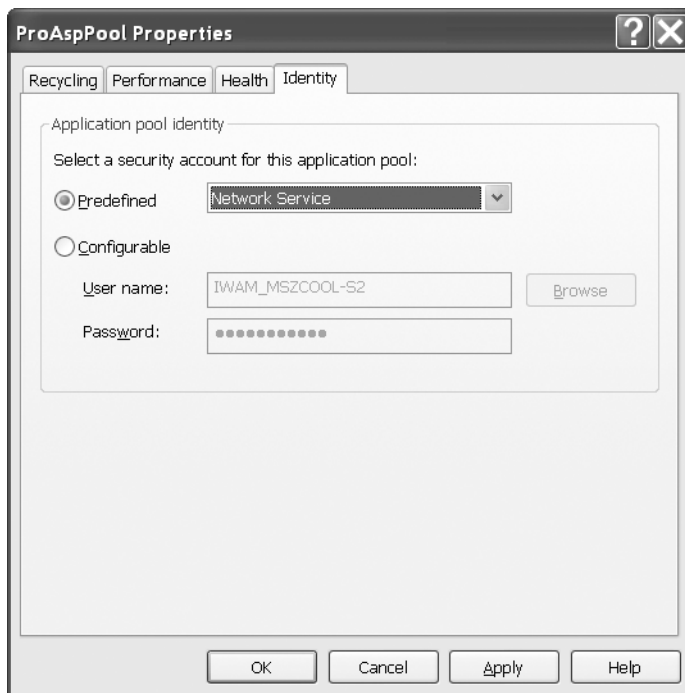 ProAspPool Properties
Recycling Performance Health Identity
Application pool identity
Select a security account for this application pool:
Predefined Network Service
Configurable
User name: IWAM_MSZCOOL-S2 Browse
Password: ●●●●●●●●●●●
OK Cancel Apply Help